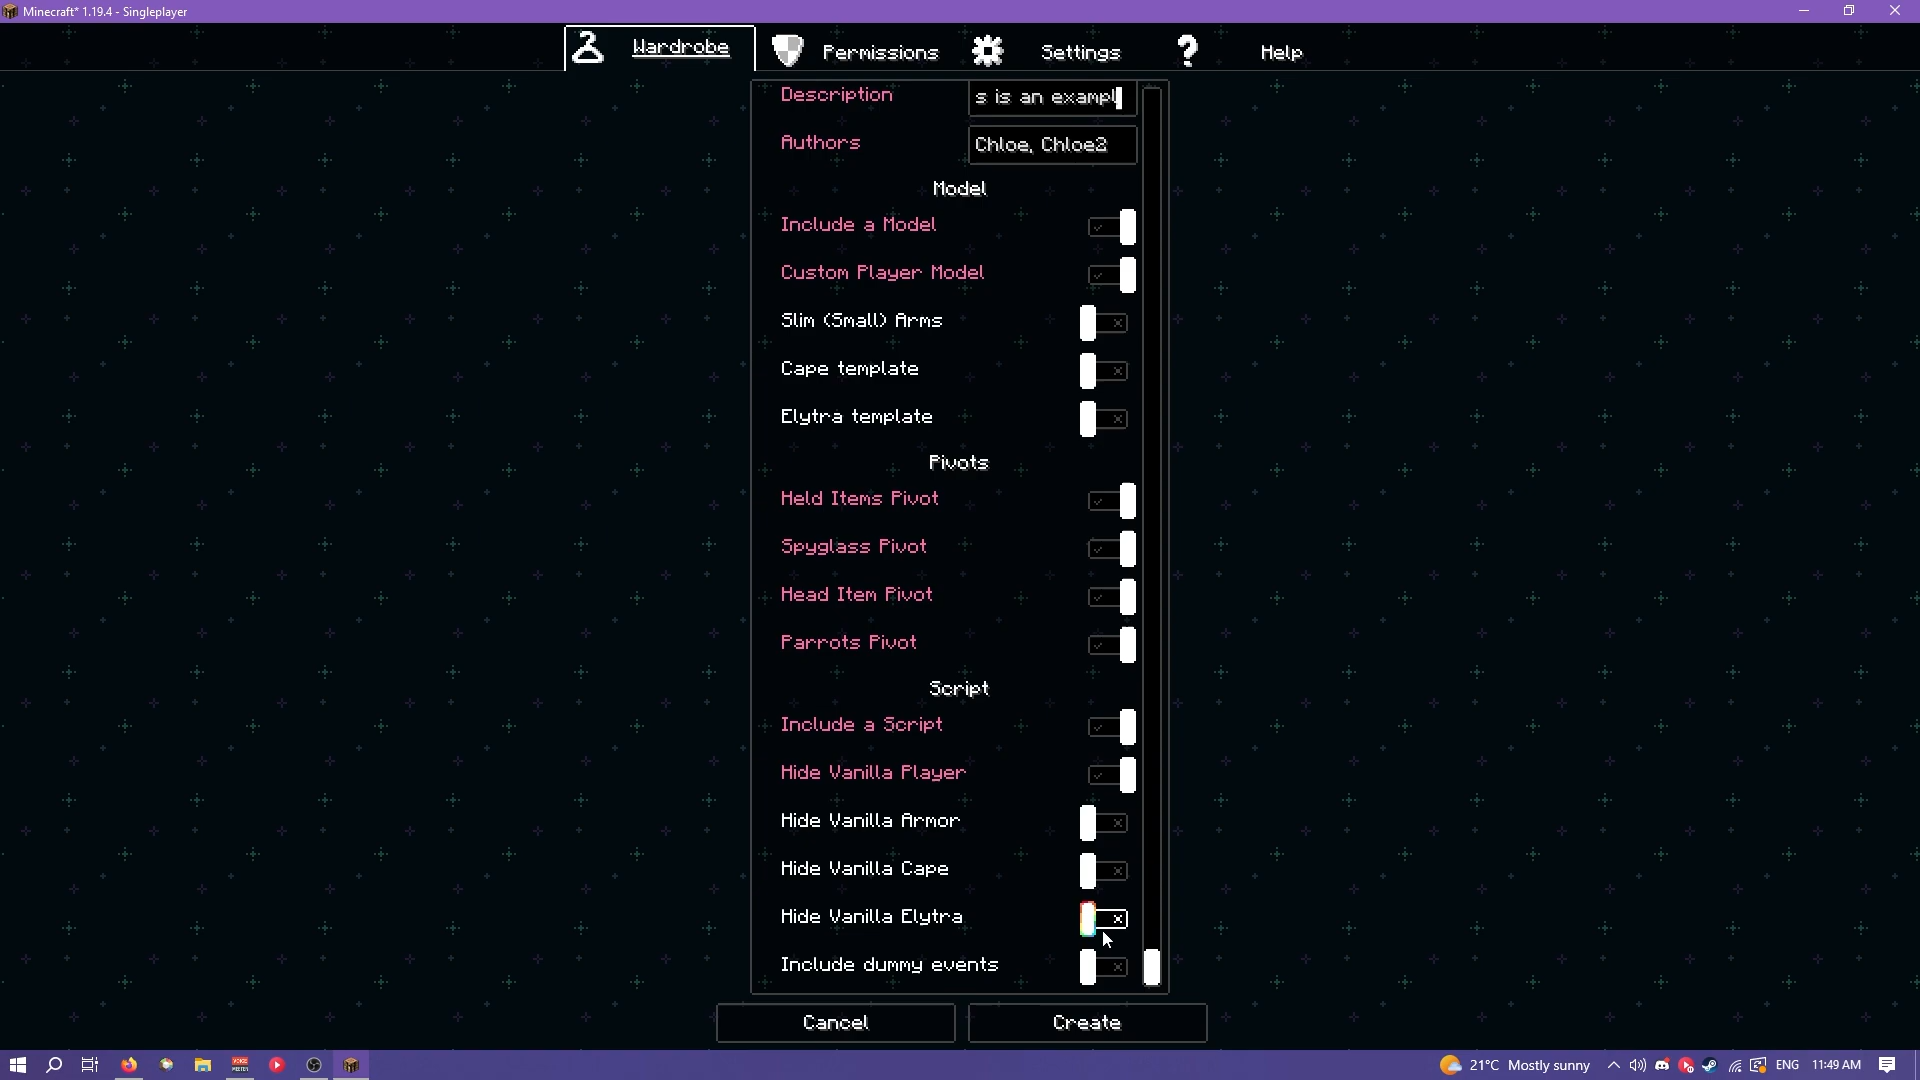 Minecraft* 1.19.4 - Singleplayer
Wardrobe
Permissions
Settings
Help
Description
s is an exampl
Authors
Chloe, Chloe2
Model
Include a Model
Custom Player Model
Slim (Small) Arms
Cape template
Elytra template
Pivots
Held Items Pivot
Spyglass Pivot
Head Item Pivot
Parrots Pivot
Script
Include a Script
Hide Vanilla Player
Hide Vanilla Armor
Hide Vanilla Cape
Hide Vanilla Elytra
Include dummy events
Cancel
Create
21°C Mostly sunny
ENG
11:49 AM